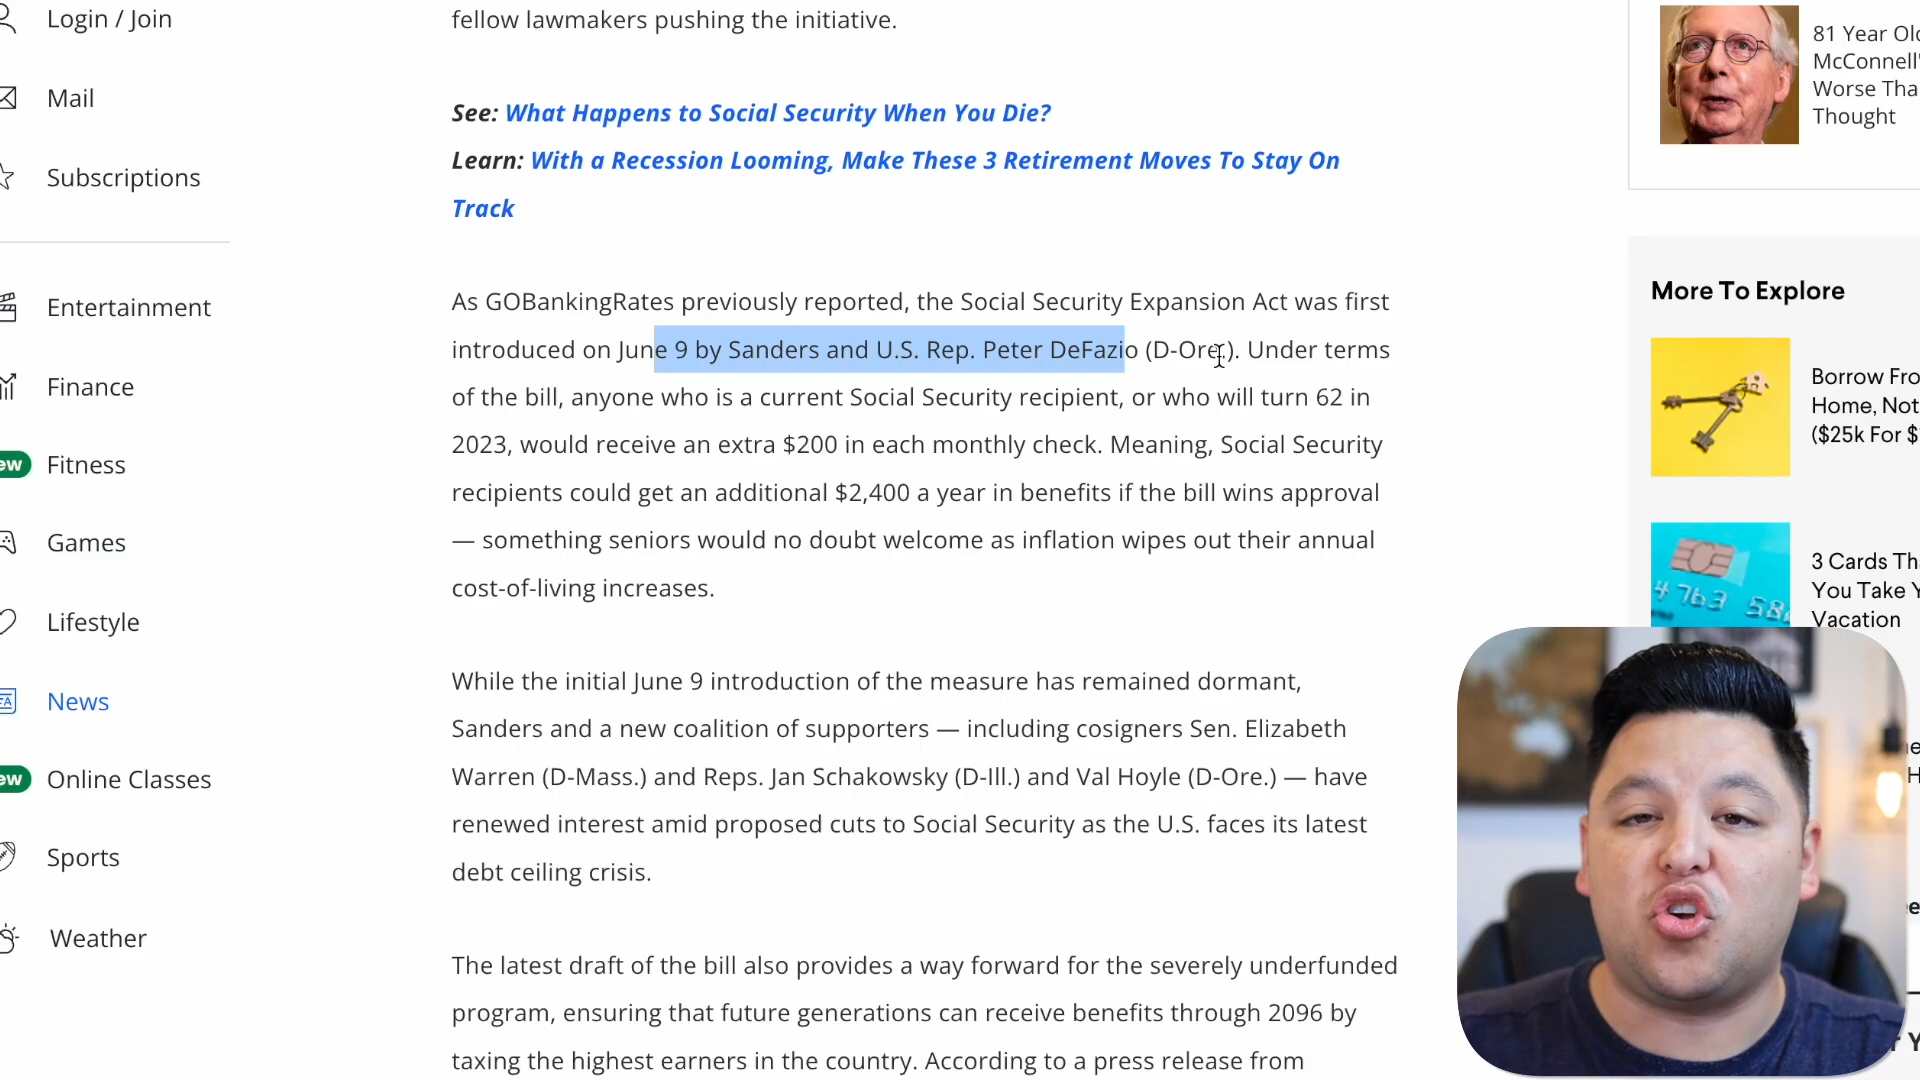 Login / Join
Mail
Subscriptions
Entertainment
Finance
Fitness
Games
Lifestyle
News
Online Classes
Sports
Weather
fellow lawmakers pushing the initiative.
See: What Happens to Social Security When You Die?
Learn: With a Recession Looming, Make These 3 Retirement Moves To Stay On
Track
As GOBankingRates previously reported, the Social Security Expansion Act was first
introduced on June 9 by Sanders and U.S. Rep. Peter DeFazio (D-Ore.). Under terms
of the bill, anyone who is a current Social Security recipient, or who will turn 62 in
2023, would receive an extra $200 in each monthly check. Meaning, Social Security
recipients could get an additional $2,400 a year in benefits if the bill wins approval
— something seniors would no doubt welcome as inflation wipes out their annual
cost-of-living increases.
While the initial June 9 introduction of the measure has remained dormant,
Sanders and a new coalition of supporters — including cosigners Sen. Elizabeth
Warren (D-Mass.) and Reps. Jan Schakowsky (D-Ill.) and Val Hoyle (D-Ore.) — have
renewed interest amid proposed cuts to Social Security as the U.S. faces its latest
debt ceiling crisis.
The latest draft of the bill also provides a way forward for the severely underfunded
program, ensuring that future generations can receive benefits through 2096 by
taxing the highest earners in the country. According to a press release from
81 Year Old
McConnell'
Worse Tha
Thought
More To Explore
Borrow Fro
Home, Not
($25k For $
3 Cards Th
You Take Y
Vacation
4763 58